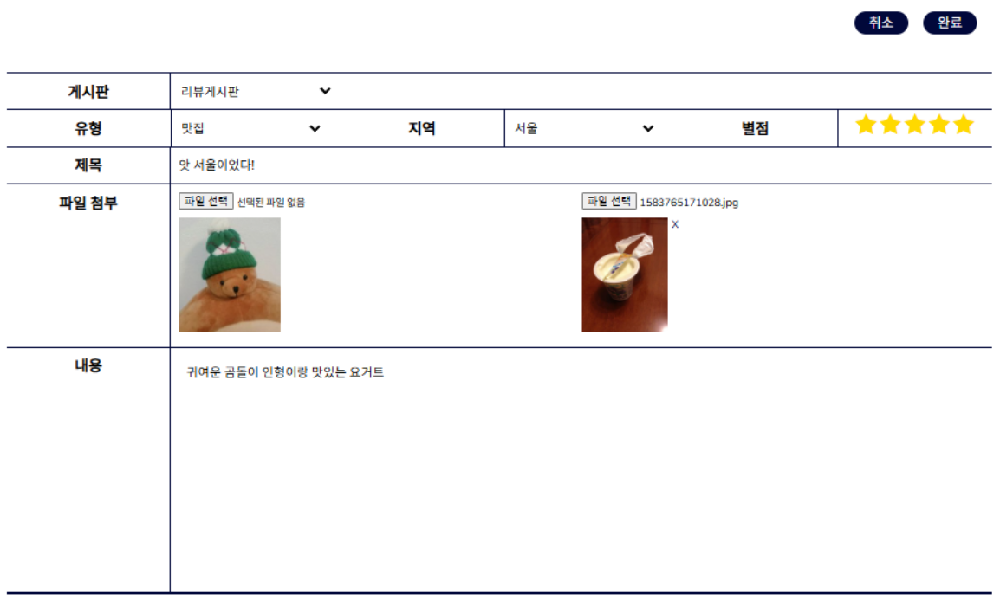 취소 완료
게시판 리뷰게시판
유형 맛집 지역 서울 별점
제목 앗 서울이었다!
파일 첨부 파일 선택 선택된 파일 없음 파일 선택 1583765171028.jpg
X
내용
귀여운 곰돌이 인형이랑 맛있는 요거트